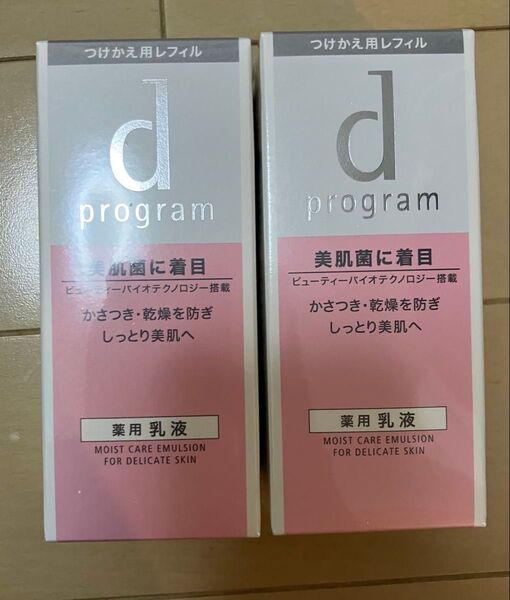 つけかえ用レフィル
d
program
美肌菌に着目
ビューティーバイオテクノロジー搭載
かさつき・乾燥を防ぎ
しっとり美肌へ
薬用 乳液
MOIST CARE EMULSION
FOR DELICATE SKIN
つけかえ用レフィル
d
program
美肌菌に着目
ビューティーバイオテクノロジー搭載
かさつき・乾燥を防ぎ
しっとり美肌へ
薬用 乳液
MOIST CARE EMULSION
FOR DELICATE SKIN